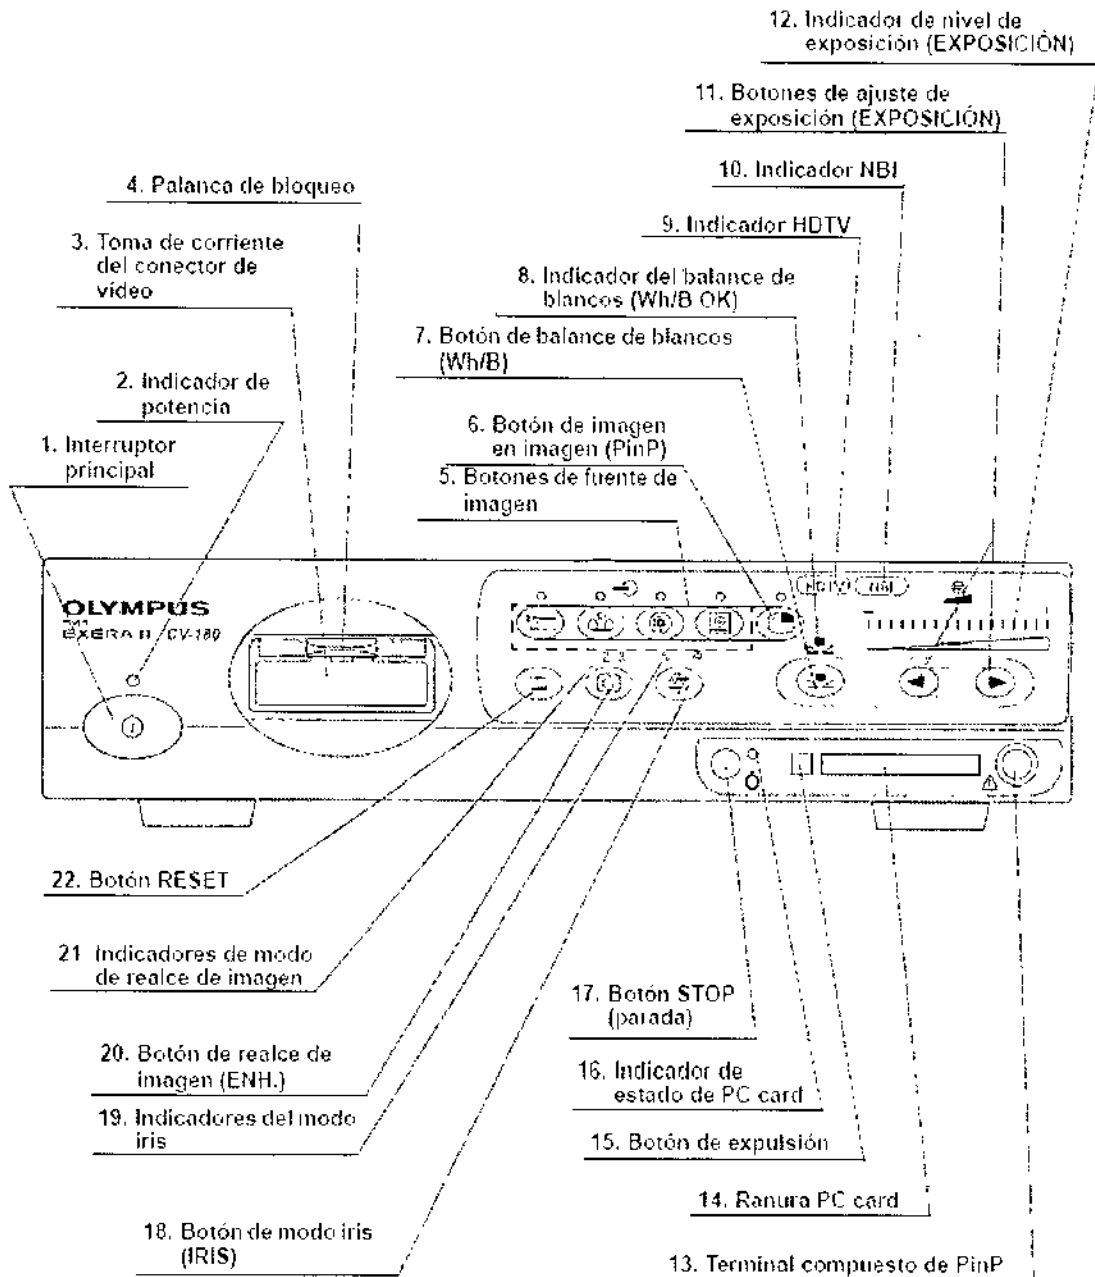 12. Indicador de nivel de
exposición (EXPOSICIÓN)
11. Botones de ajuste de
exposición (EXPOSICIÓN)
10. Indicador NBI
9. Indicador HDTV
8. Indicador del balance de
blancos (Wh/B OK)
7. Botón de balance de blancos
(Wh/B)
6. Botón de imagen
en imagen (PinP)
5. Botones de fuente de
imagen
4. Palanca de bloqueo
3. Toma de corriente
del conector de
vídeo
2. Indicador de
potencia
1. Interruptor
principal
OLYMPUS
EXERA II CV-180
HDTV
NBI
22. Botón RESET
21 Indicadores de modo
de realce de imagen
20. Botón de realce de
imagen (ENH.)
19. Indicadores del modo
iris
18. Botón de modo iris
(IRIS)
17. Botón STOP
(parada)
16. Indicador de
estado de PC card
15. Botón de expulsión
14. Ranura PC card
13. Terminal compuesto de PinP